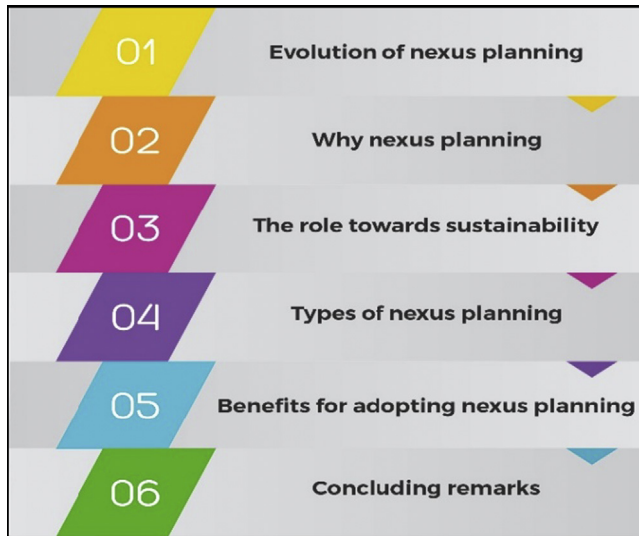 01 Evolution of nexus planning
02 Why nexus planning
03 The role towards sustainability
04 Types of nexus planning
05 Benefits for adopting nexus planning
06 Concluding remarks